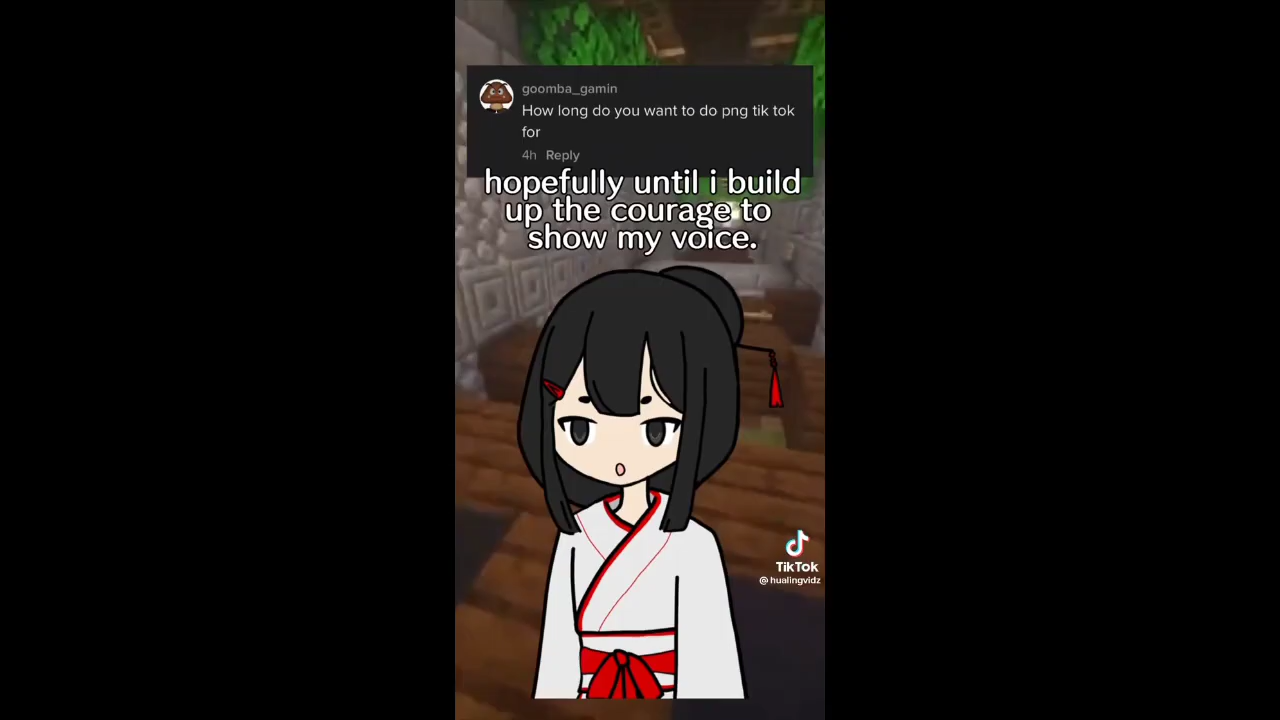 goomba_gamin
How long do you want to do png tik tok
for
4h Reply
hopefully until i build
up the courage to
show my voice.
TikTok
@hualingvidz